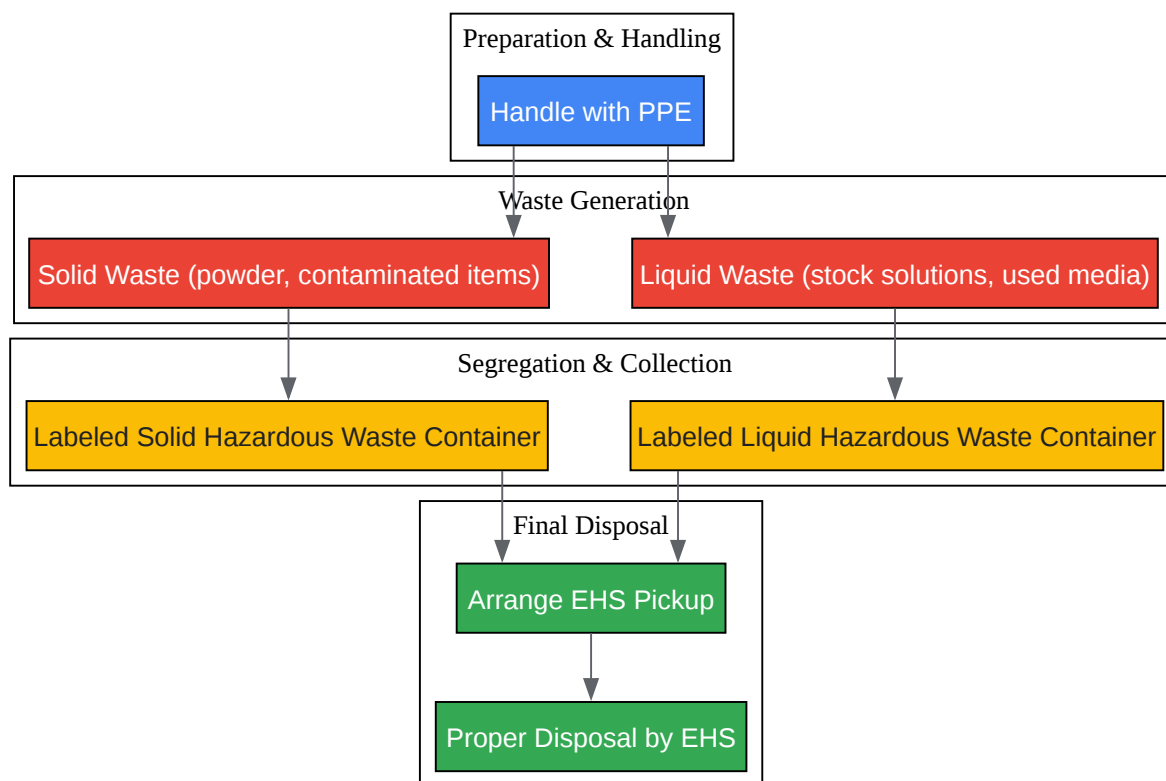 Preparation & Handling
Handle with PPE
Waste Generation
Solid Waste (powder, contaminated items)
Liquid Waste (stock solutions, used media)
Segregation & Collection
Labeled Solid Hazardous Waste Container
Labeled Liquid Hazardous Waste Container
Final Disposal
Arrange EHS Pickup
Proper Disposal by EHS